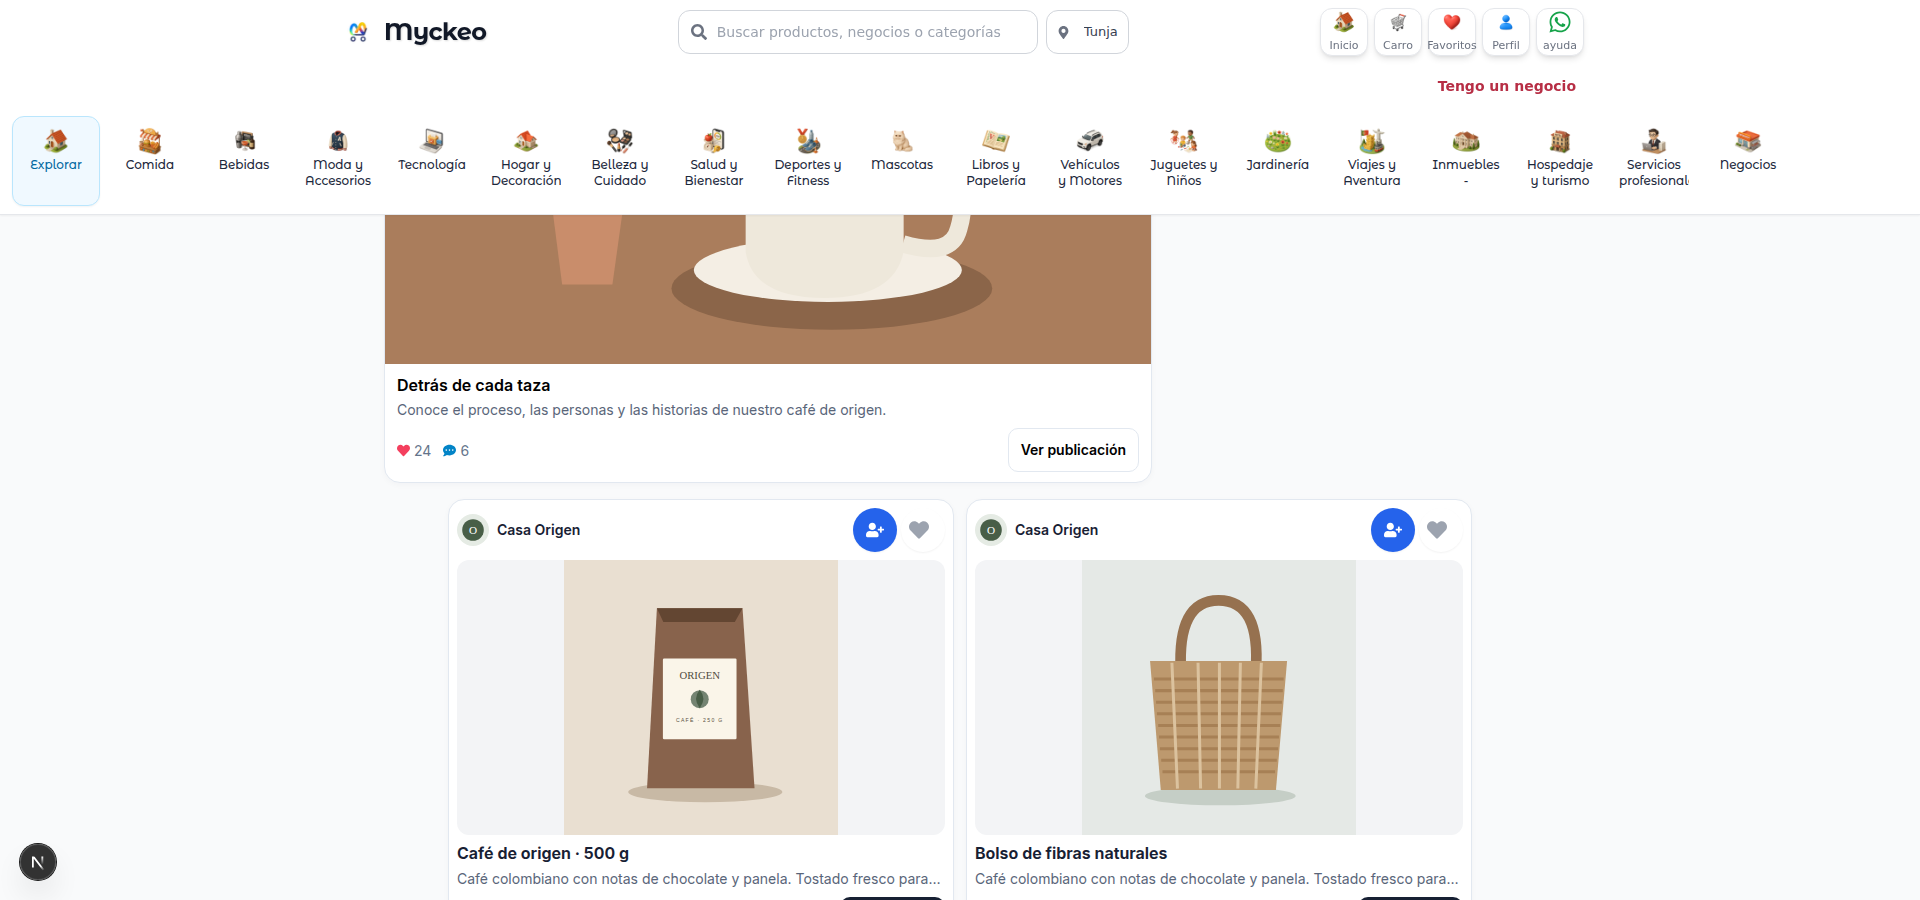 Myckeo
Buscar productos, negocios o categorías
Tunja
Inicio
Carro
Favoritos
Perfil
ayuda
Tengo un negocio
Explorar
Comida
Bebidas
Moda y
Accesorios
Tecnología
Hogar y
Decoración
Belleza y
Cuidado
Salud y
Bienestar
Deportes y
Fitness
Mascotas
Libros y
Papelería
Vehículos
y Motores
Juguetes y
Niños
Jardinería
Viajes y
Aventura
Inmuebles
-
Hospedaje
y turismo
Servicios
profesional
Negocios
Detrás de cada taza
Conoce el proceso, las personas y las historias de nuestro café de origen.
24
6
Ver publicación
O
Casa Origen
ORIGEN
CAFÉ · 250 G
Café de origen · 500 g
Café colombiano con notas de chocolate y panela. Tostado fresco para...
O
Casa Origen
Bolso de fibras naturales
Café colombiano con notas de chocolate y panela. Tostado fresco para...
N